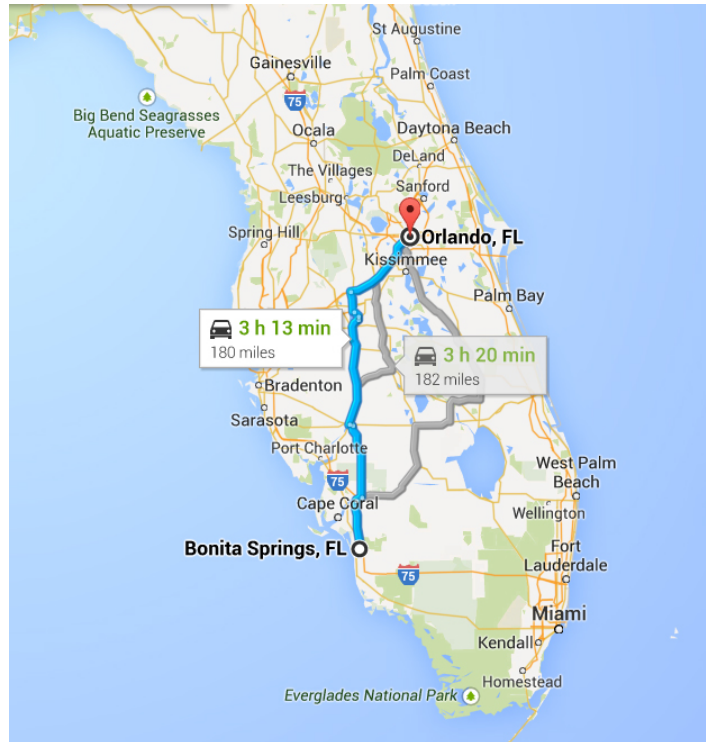 St Augustine
Gainesville
Palm Coast
75
Big Bend Seagrasses
Aquatic Preserve
Ocala
Daytona Beach
DeLand
The Villages
Sanford
Leesburg
Spring Hill
Orlando, FL
Kissimmee
Palm Bay
3 h 13 min
180 miles
3 h 20 min
182 miles
Bradenton
Sarasota
Port Charlotte
75
West Palm
Beach
Cape Coral
Wellington
Bonita Springs, FL
Fort
Lauderdale
75
Miami
Kendall
Homestead
Everglades National Park